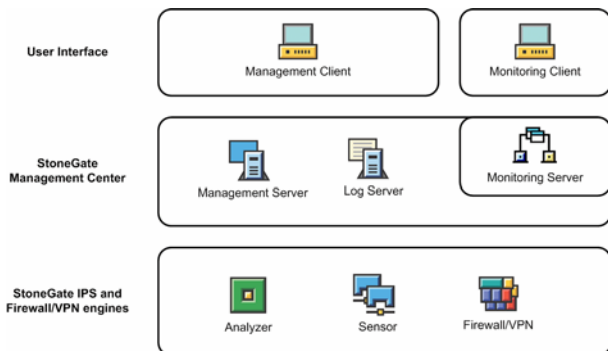 User Interface
Management Client
Monitoring Client
StoneGate
Management Center
Management Server
Log Server
Monitoring Server
StoneGate IPS and
Firewall/VPN engines
Analyzer
Sensor
Firewall/VPN